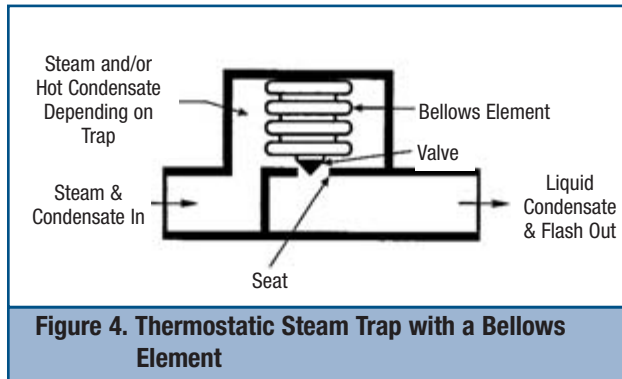 Steam and/or
Hot Condensate
Depending on
Trap
Bellows Element
Valve
Steam &
Condensate In
Liquid
Condensate
& Flash Out
Seat
Figure 4. Thermostatic Steam Trap with a Bellows
Element